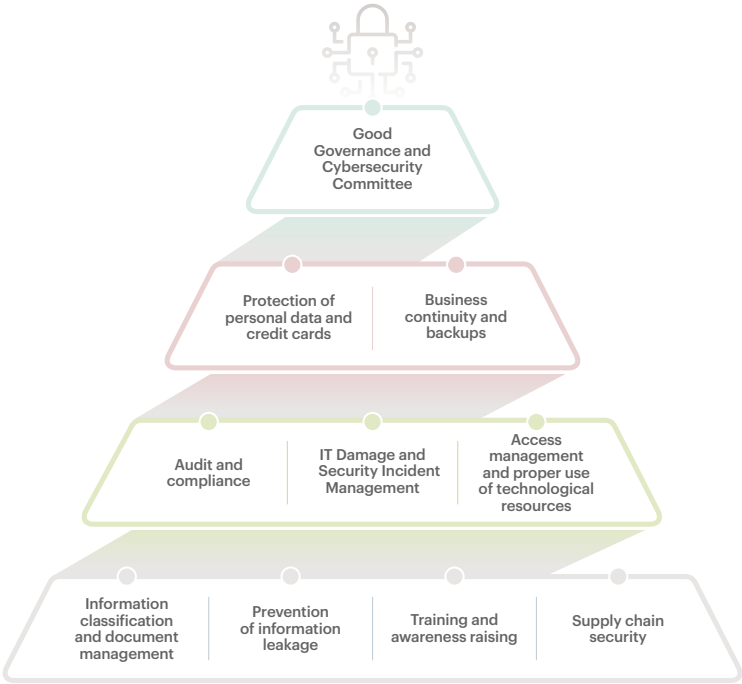 Good
Governance and
Cybersecurity
Committee
Protection of
personal data and
credit cards
Business
continuity and
backups
Audit and
compliance
IT Damage and
Security Incident
Management
Access
management
and proper use
of technological
resources
Information
classification
and document
management
Prevention
of information
leakage
Training and
awareness raising
Supply chain
security